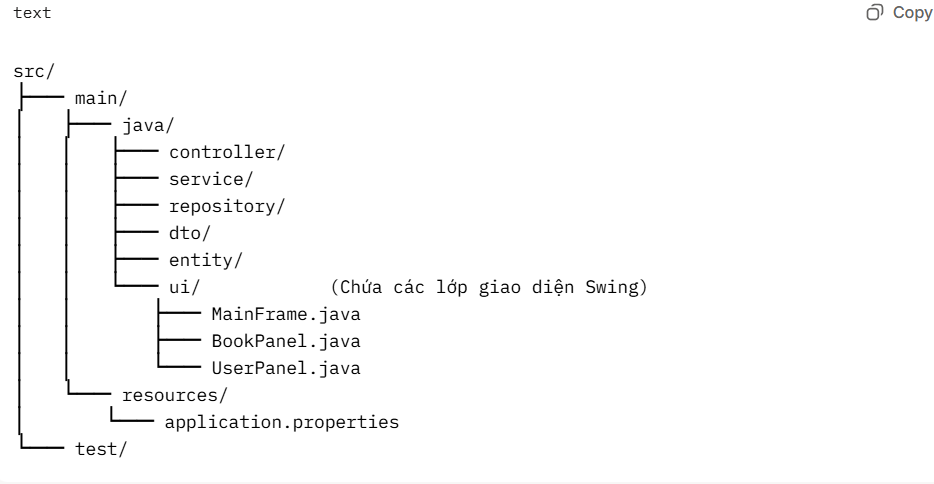 text
Copy
src/
├── main/
│   ├── java/
│   │   ├── controller/
│   │   ├── service/
│   │   ├── repository/
│   │   ├── dto/
│   │   ├── entity/
│   │   └── ui/            (Chứa các lớp giao diện Swing)
│   │       ├── MainFrame.java
│   │       ├── BookPanel.java
│   │       └── UserPanel.java
│   └── resources/
│       └── application.properties
└── test/